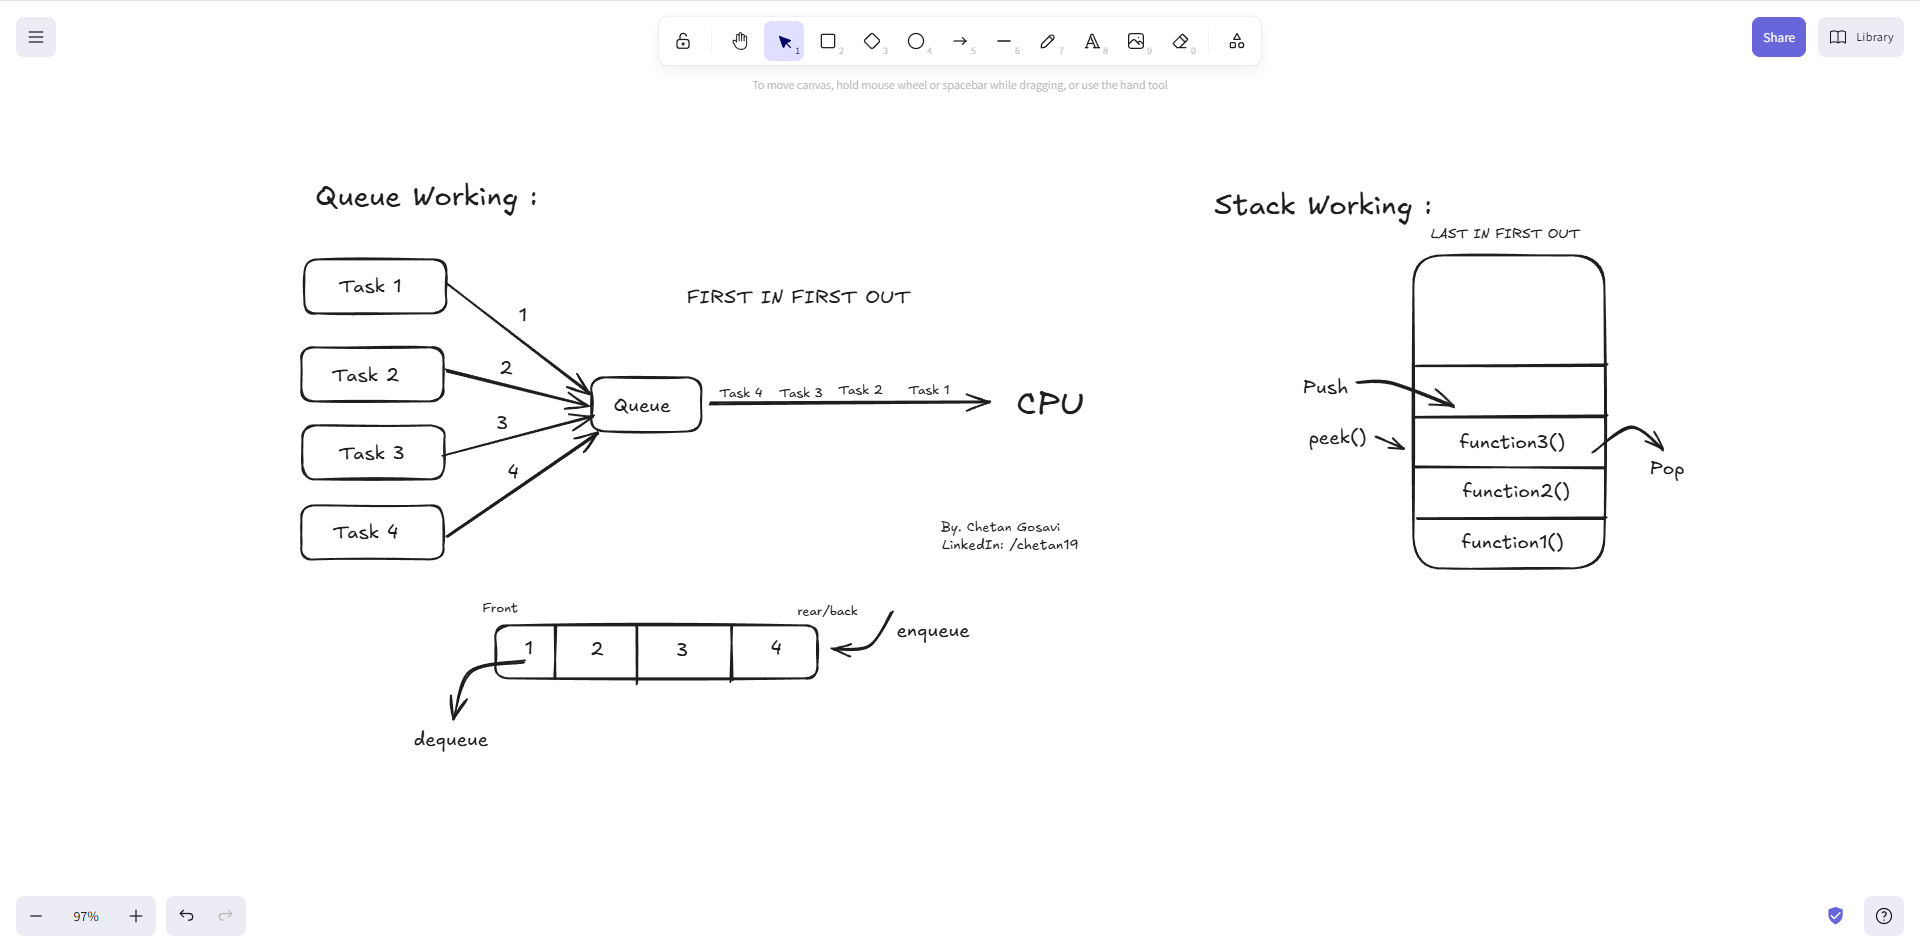 1
2
3
4
5
6
7
8
9
0
Share
Library
To move canvas, hold mouse wheel or spacebar while dragging, or use the hand tool
Queue Working :
Task 1
Task 2
Task 3
Task 4
1
2
3
4
Queue
FIRST IN FIRST OUT
Task 4
Task 3
Task 2
Task 1
CPU
By. Chetan Gosavi
LinkedIn: /chetan19
Front
rear/back
1
2
3
4
enqueue
dequeue
Stack Working :
LAST IN FIRST OUT
Push
peek()
function3()
function2()
function1()
Pop
97%